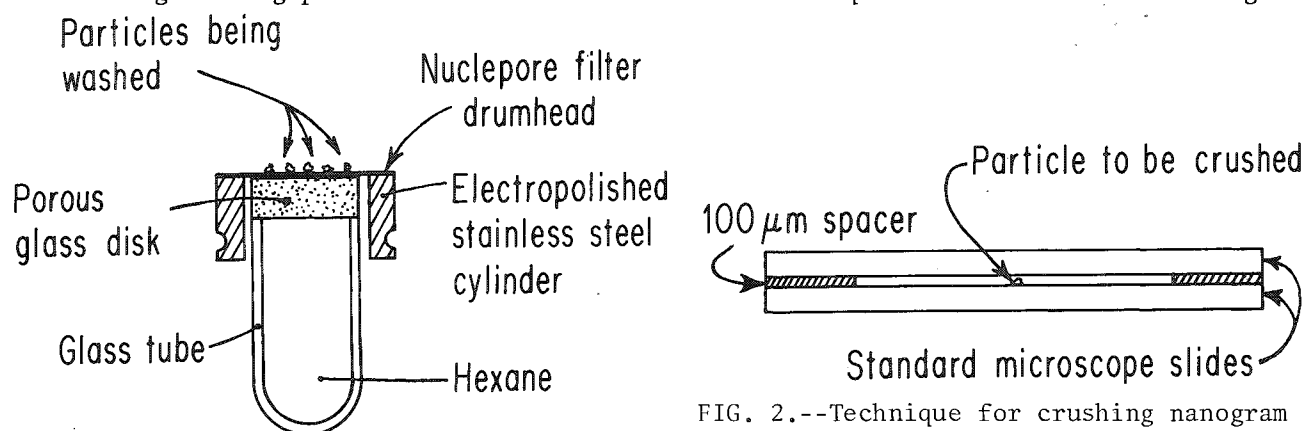 Particles being
washed
Nuclepore filter
drumhead
Porous
glass disk
Electropolished
stainless steel
cylinder
Glass tube
Hexane
Particle to be crushed
100 μm spacer
Standard microscope slides
FIG. 2.--Technique for crushing nanogram